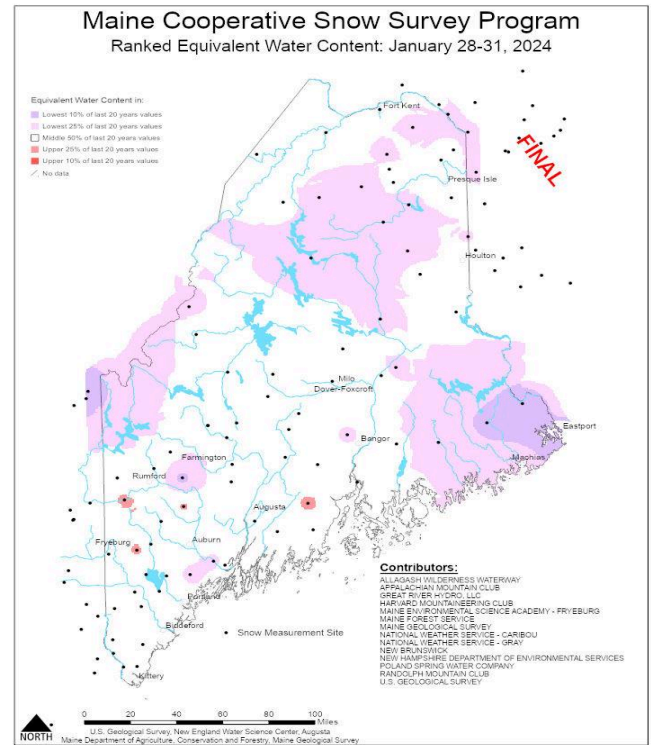 Maine Cooperative Snow Survey Program
Ranked Equivalent Water Content: January 28-31, 2024
Equivalent Water Content in:
Lowest 10% of last 20 years values
Lowest 25% of last 20 years values
Middle 50% of last 20 years values
Upper 25% of last 20 years values
Upper 10% of last 20 years values
No data
FINAL
Fort Kent
Presque Isle
Houlton
Milo
Dover-Foxcroft
Eastport
Bangor
Machias
Farmington
Rumford
Augusta
Fryeburg
Auburn
Portland
Biddeford
Kittery
Snow Measurement Site
Contributors:
ALLAGASH WILDERNESS WATERWAY
APPALACHIAN MOUNTAIN CLUB
GREAT RIVER HYDRO, LLC
HARVARD MOUNTAINEERING CLUB
MAINE ENVIRONMENTAL SCIENCE ACADEMY - FRYEBURG
MAINE FOREST SERVICE
MAINE GEOLOGICAL SURVEY
NATIONAL WEATHER SERVICE - CARIBOU
NATIONAL WEATHER SERVICE - GRAY
NEW BRUNSWICK
NEW HAMPSHIRE DEPARTMENT OF ENVIRONMENTAL SERVICES
POLAND SPRING WATER COMPANY
RANDOLPH MOUNTAIN CLUB
U.S. GEOLOGICAL SURVEY
0 20 40 60 80 100
Miles
NORTH
U.S. Geological Survey, New England Water Science Center, Augusta
Maine Department of Agriculture, Conservation and Forestry, Maine Geological Survey